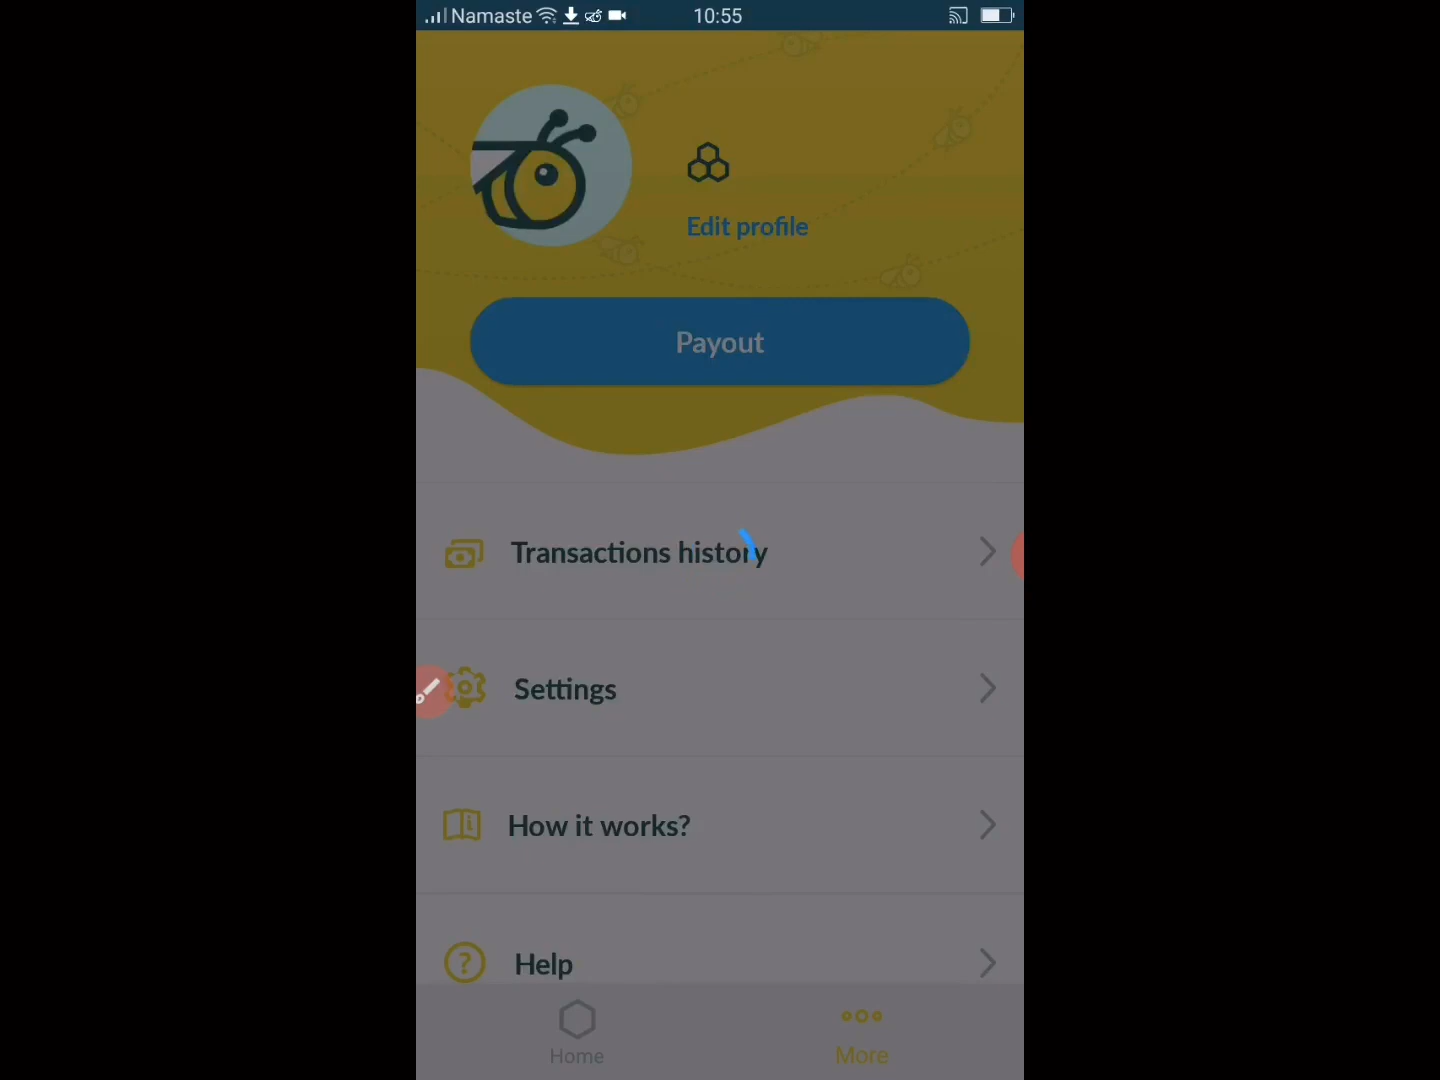 Namaste
10:55
Edit profile
Payout
Transactions history
Settings
How it works?
Help
Home
More